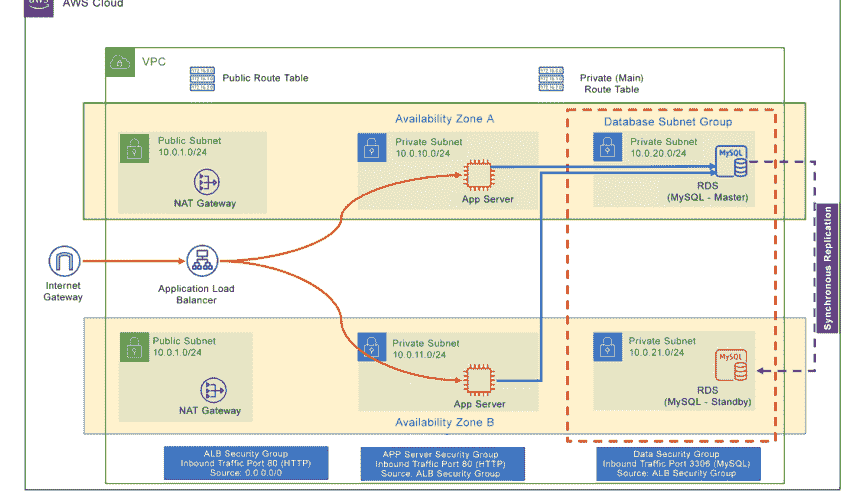 AWS Cloud
VPC
Public Route Table
Private (Main)
Route Table
Availability Zone A
Database Subnet Group
Public Subnet
10.0.1.0/24
NAT Gateway
Private Subnet
10.0.10.0/24
App Server
Private Subnet
10.0.20.0/24
MySQL
RDS
(MySQL - Master)
Synchronous Replication
Internet
Gateway
Application Load
Balancer
Public Subnet
10.0.1.0/24
NAT Gateway
Private Subnet
10.0.11.0/24
App Server
Private Subnet
10.0.21.0/24
MySQL
RDS
(MySQL - Standby)
Availability Zone B
ALB Security Group
Inbound Traffic Port 80 (HTTP)
Source: 0.0.0.0/0
APP Server Security Group
Inbound Traffic Port 80 (HTTP)
Source: ALB Security Group
Data Security Group
Inbound Traffic Port 3306 (MySQL)
Source: ALB Security Group